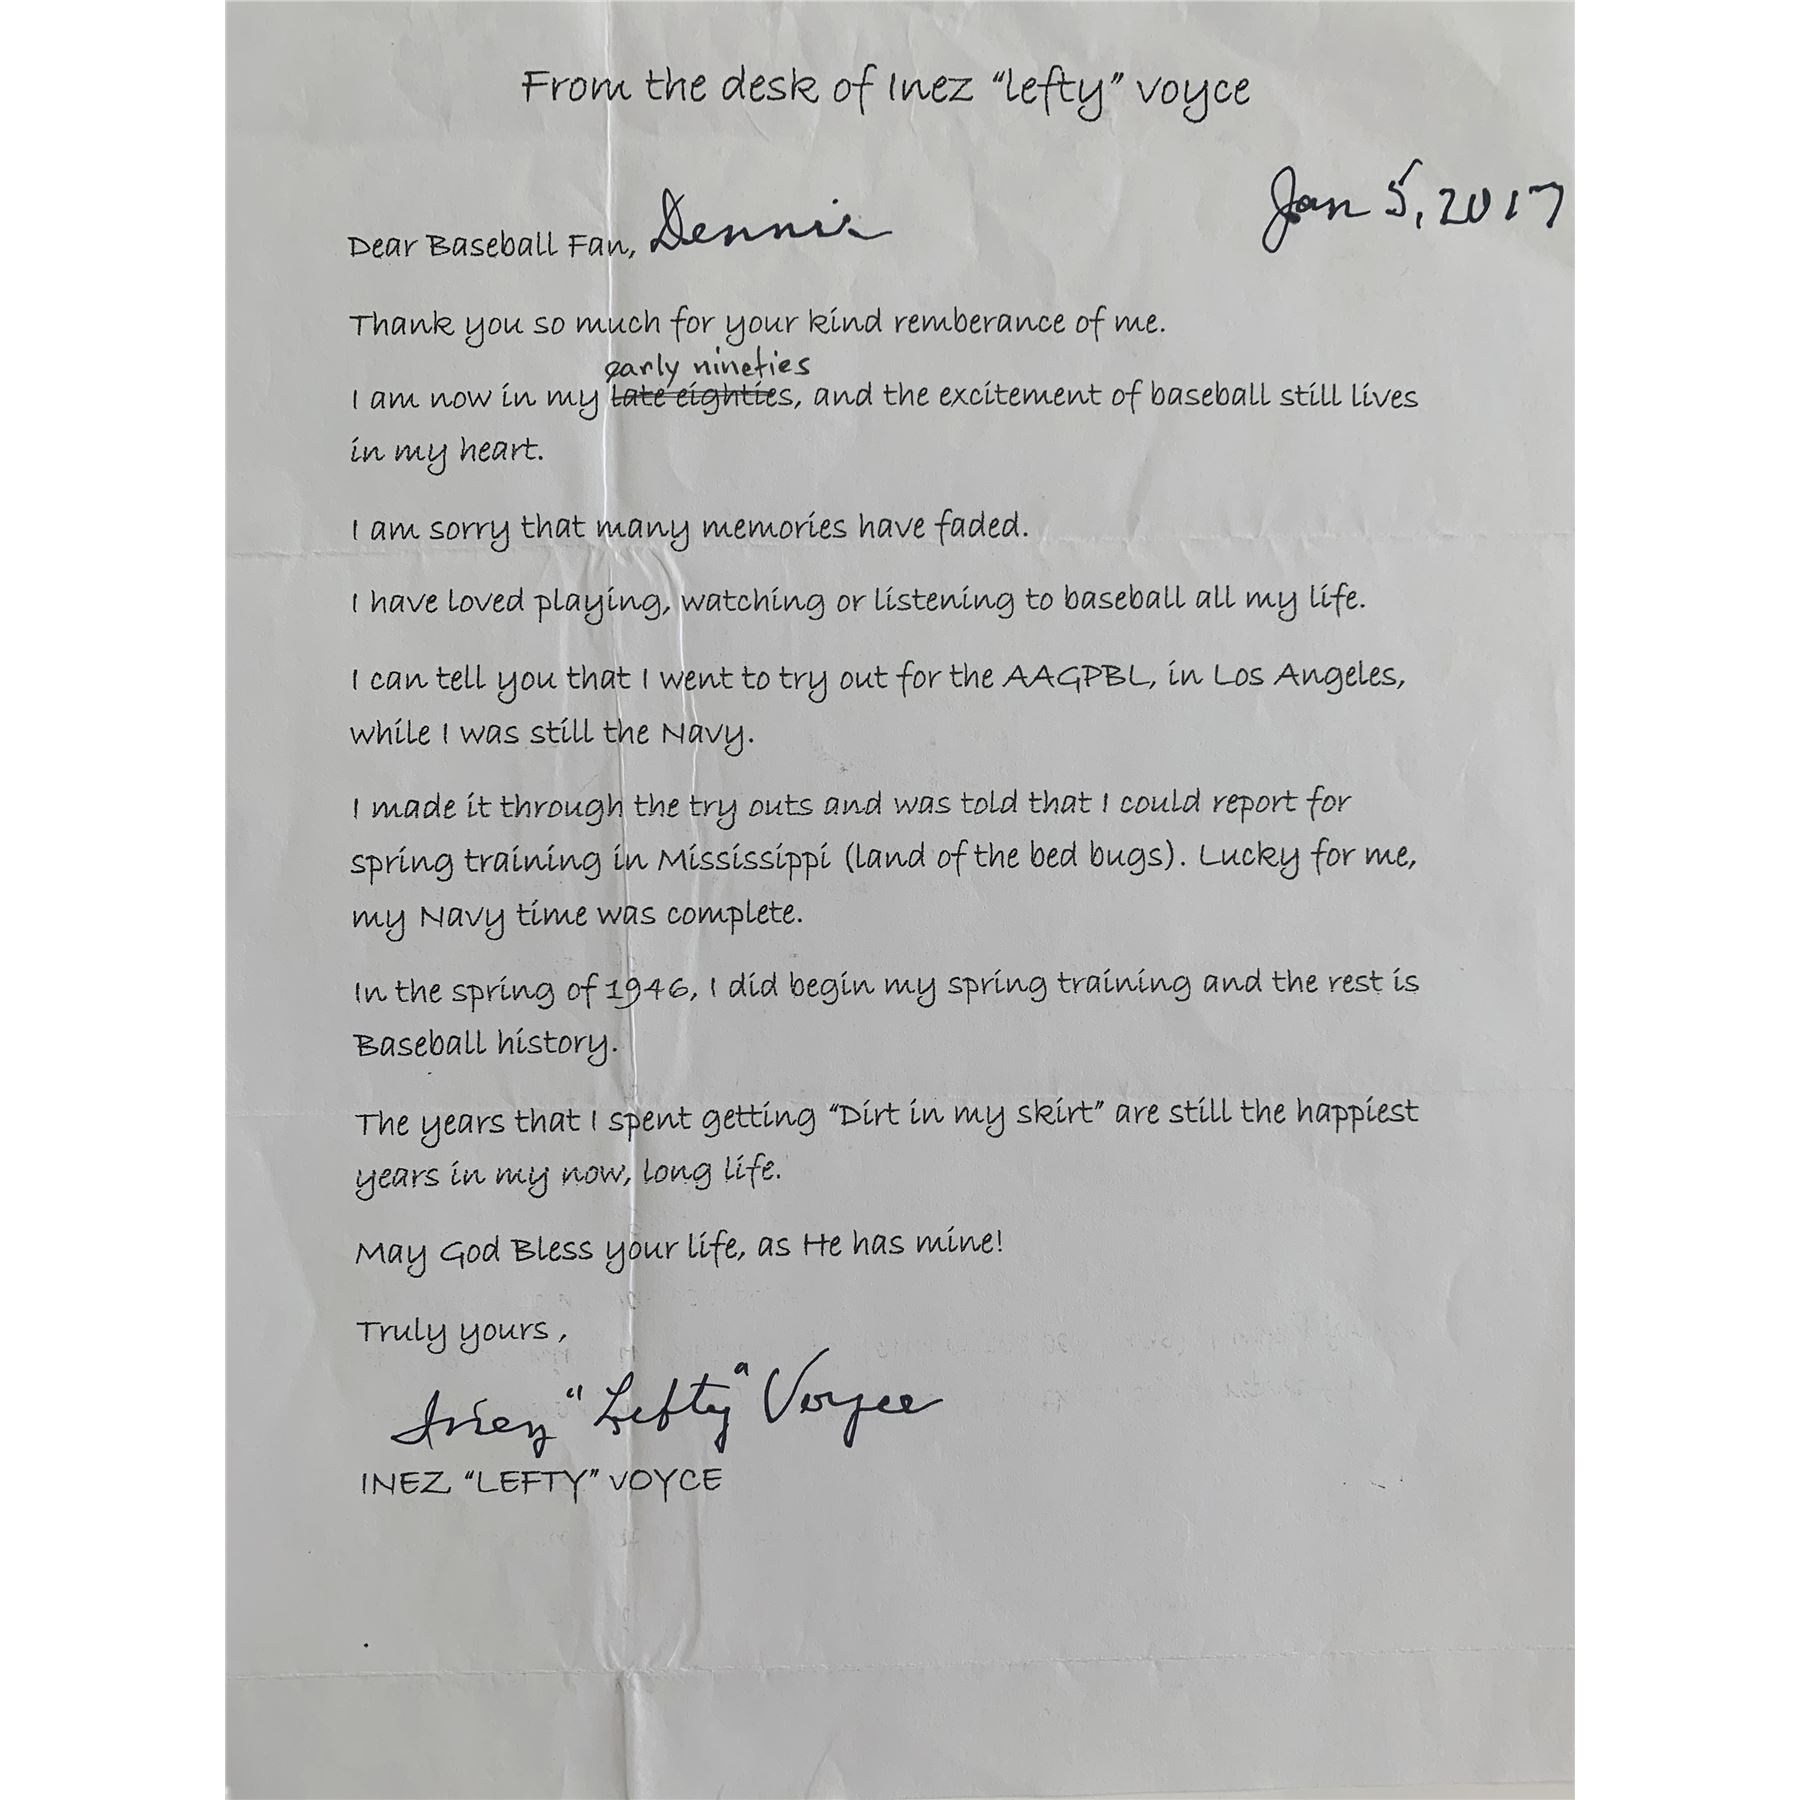 From the desk of Inez "lefty" voyce
Jan 5, 2017
Dear Baseball Fan, Dennis
Thank you so much for your kind remberance of me.
early nineties
I am now in my late eighties, and the excitement of baseball still lives
in my heart.
I am sorry that many memories have faded.
I have loved playing, watching or listening to baseball all my life.
I can tell you that I went to try out for the AAGPBL, in Los Angeles,
while I was still the Navy.
I made it through the try outs and was told that I could report for
spring training in Mississippi (land of the bed bugs). Lucky for me,
my Navy time was complete.
In the spring of 1946, I did begin my spring training and the rest is
Baseball history.
The years that I spent getting "Dirt in my skirt" are still the happiest
years in my now, long life.
May God Bless your life, as He has mine!
Truly yours,
Inez "Lefty" Voyce
INEZ "LEFTY" VOYCE